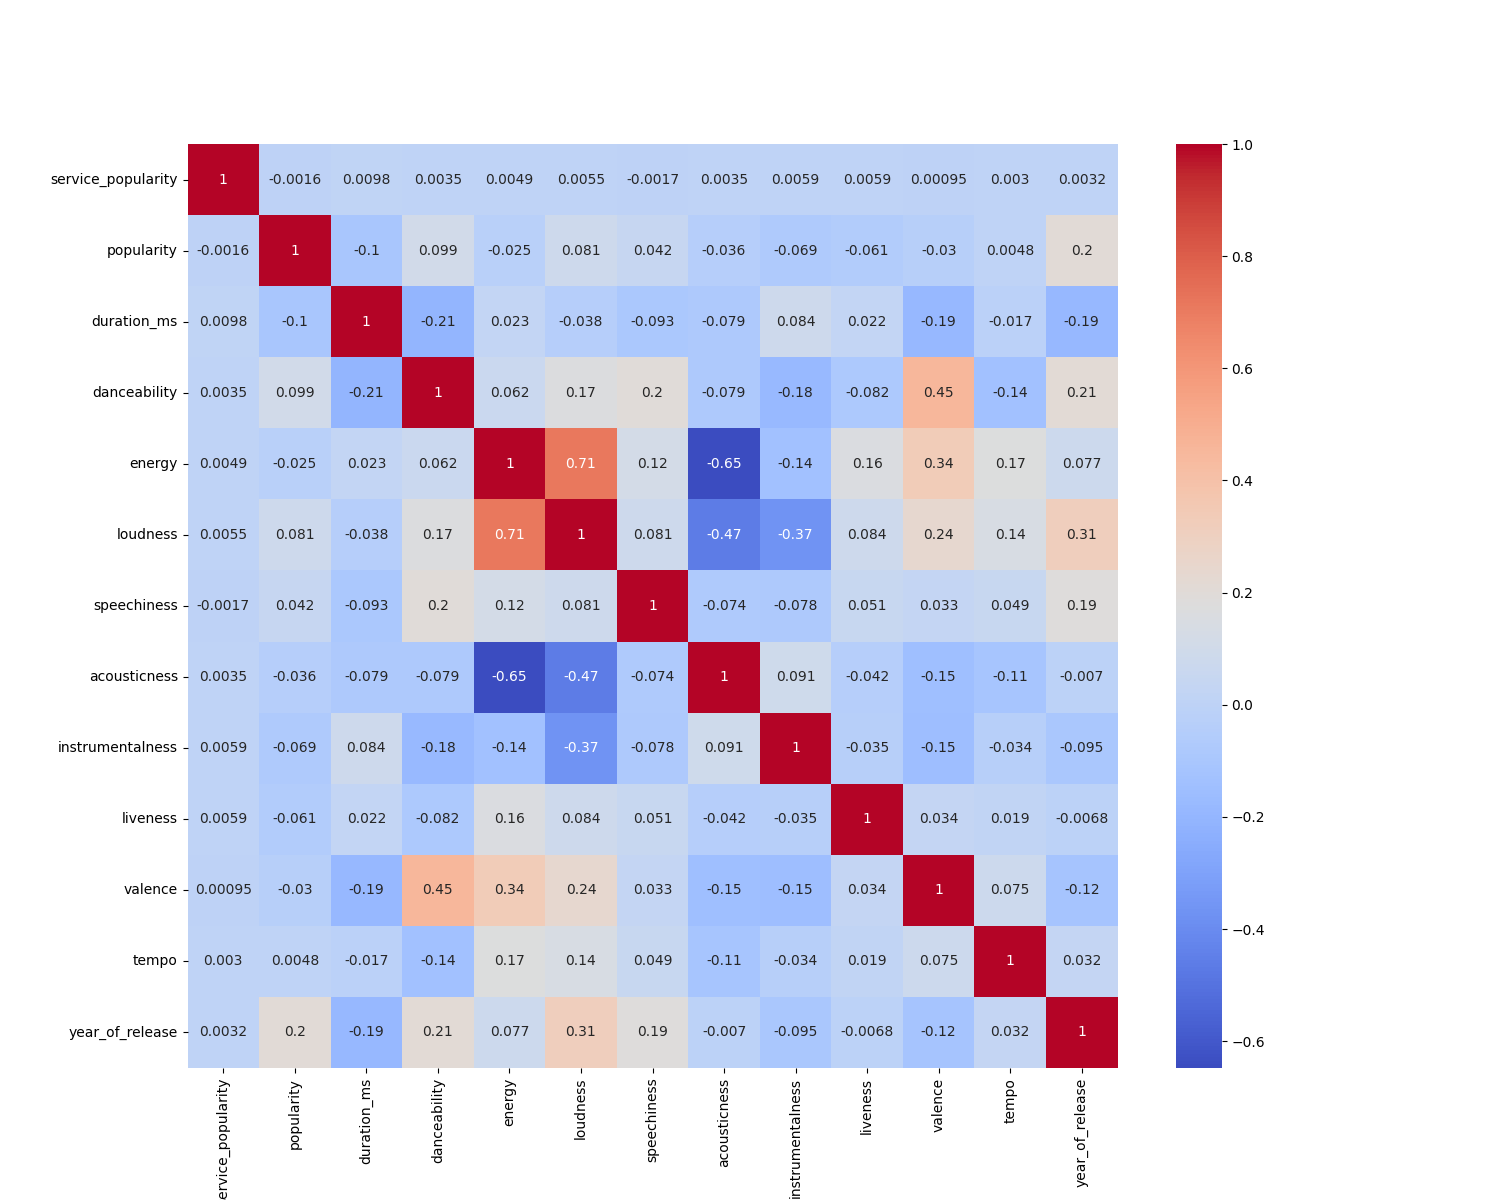 service_popularity 1 -0.0016 0.0098 0.0035 0.0049 0.0055 -0.0017 0.0035 0.0059 0.0059 0.00095 0.003 0.0032
popularity -0.0016 1 -0.1 0.099 -0.025 0.081 0.042 -0.036 -0.069 -0.061 -0.03 0.0048 0.2
duration_ms 0.0098 -0.1 1 -0.21 0.023 -0.038 -0.093 -0.079 0.084 0.022 -0.19 -0.017 -0.19
danceability 0.0035 0.099 -0.21 1 0.062 0.17 0.2 -0.079 -0.18 -0.082 0.45 -0.14 0.21
energy 0.0049 -0.025 0.023 0.062 1 0.71 0.12 -0.65 -0.14 0.16 0.34 0.17 0.077
loudness 0.0055 0.081 -0.038 0.17 0.71 1 0.081 -0.47 -0.37 0.084 0.24 0.14 0.31
speechiness -0.0017 0.042 -0.093 0.2 0.12 0.081 1 -0.074 -0.078 0.051 0.033 0.049 0.19
acousticness 0.0035 -0.036 -0.079 -0.079 -0.65 -0.47 -0.074 1 0.091 -0.042 -0.15 -0.11 -0.007
instrumentalness 0.0059 -0.069 0.084 -0.18 -0.14 -0.37 -0.078 0.091 1 -0.035 -0.15 -0.034 -0.095
liveness 0.0059 -0.061 0.022 -0.082 0.16 0.084 0.051 -0.042 -0.035 1 0.034 0.019 -0.0068
valence 0.00095 -0.03 -0.19 0.45 0.34 0.24 0.033 -0.15 -0.15 0.034 1 0.075 -0.12
tempo 0.003 0.0048 -0.017 -0.14 0.17 0.14 0.049 -0.11 -0.034 0.019 0.075 1 0.032
year_of_release 0.0032 0.2 -0.19 0.21 0.077 0.31 0.19 -0.007 -0.095 -0.0068 -0.12 0.032 1
ervice_popularity
popularity
duration_ms
danceability
energy
loudness
speechiness
acousticness
instrumentalness
liveness
valence
tempo
year_of_release
1.0
0.8
0.6
0.4
0.2
0.0
−0.2
−0.4
−0.6